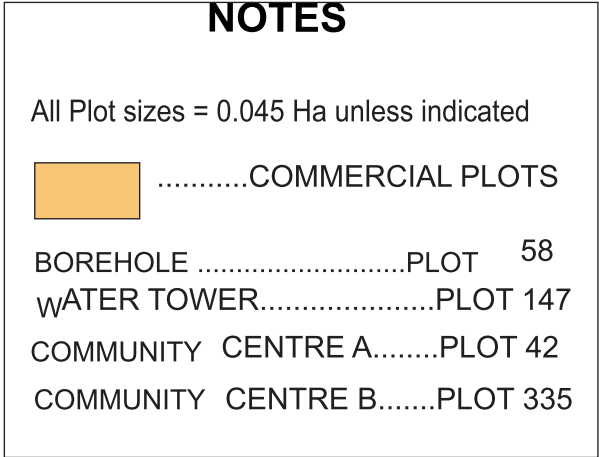 NOTES
All Plot sizes = 0.045 Ha unless indicated
...........COMMERCIAL PLOTS
BOREHOLE ...........................PLOT 58
WATER TOWER......................PLOT 147
COMMUNITY CENTRE A........PLOT 42
COMMUNITY CENTRE B.......PLOT 335